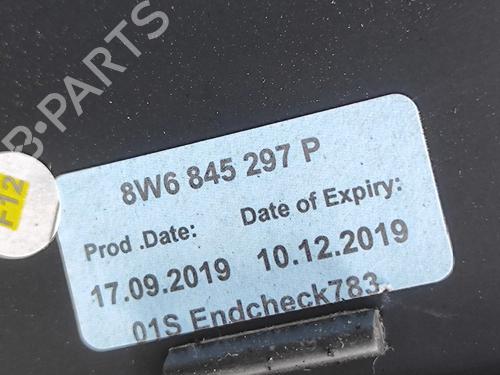 B-PARTS
F12
8W6 845 297 P
Prod .Date: Date of Expiry:
17.09.2019 10.12.2019
01S Endcheck783